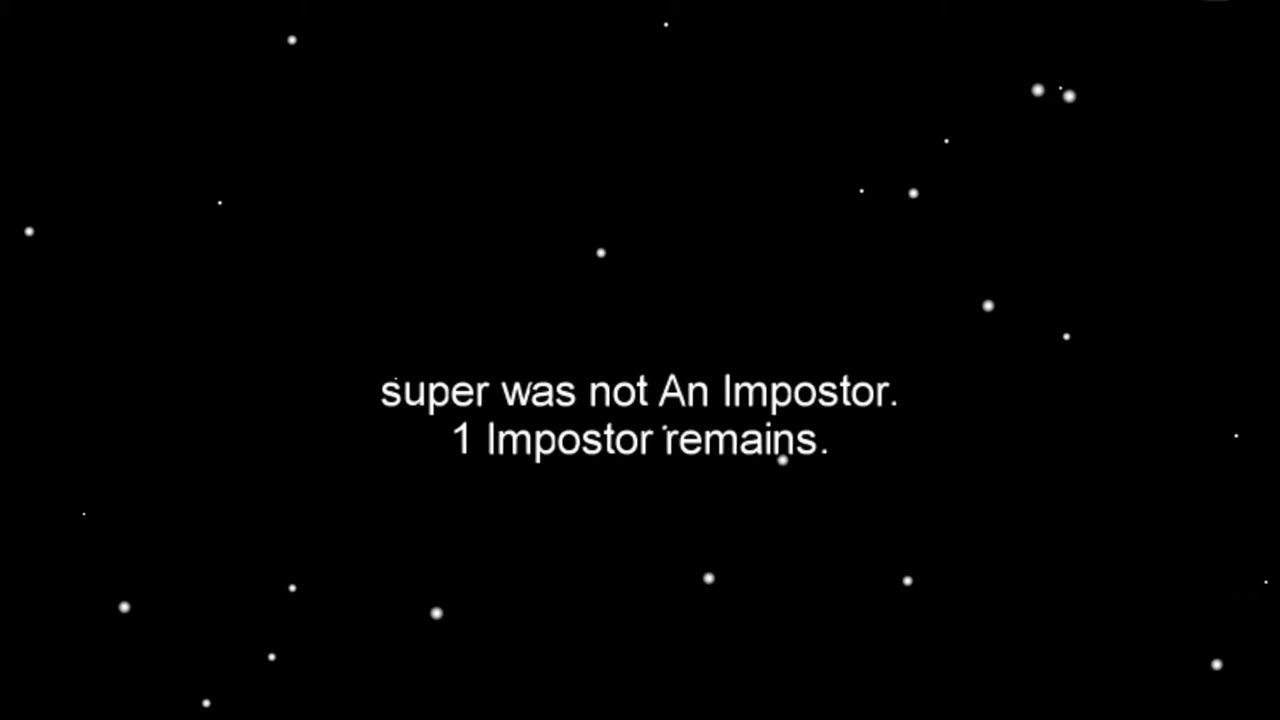 super was not An Impostor.
1 Impostor remains.